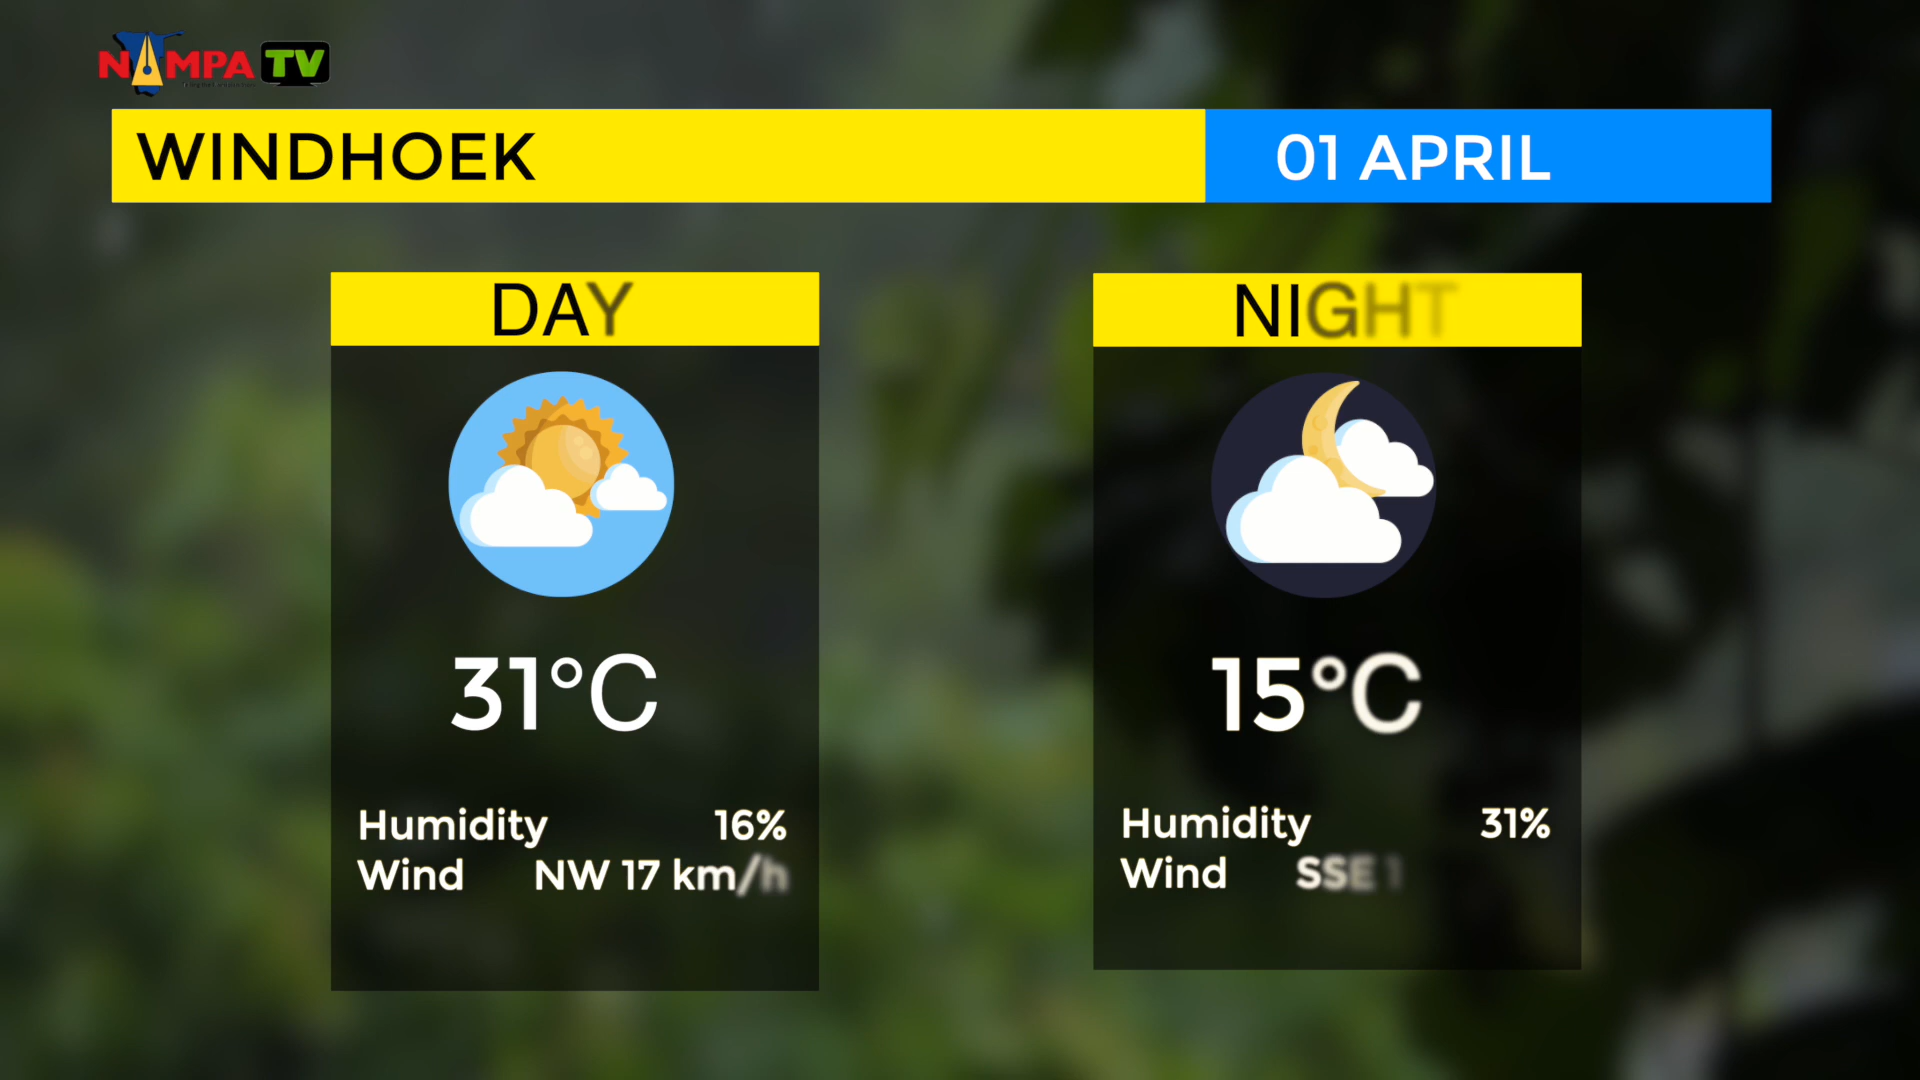 NAMPA TV
WINDHOEK
01 APRIL
DAY
31°C
Humidity 16%
Wind NW 17 km/h
NIGHT
15°C
Humidity 31%
Wind SSE 1